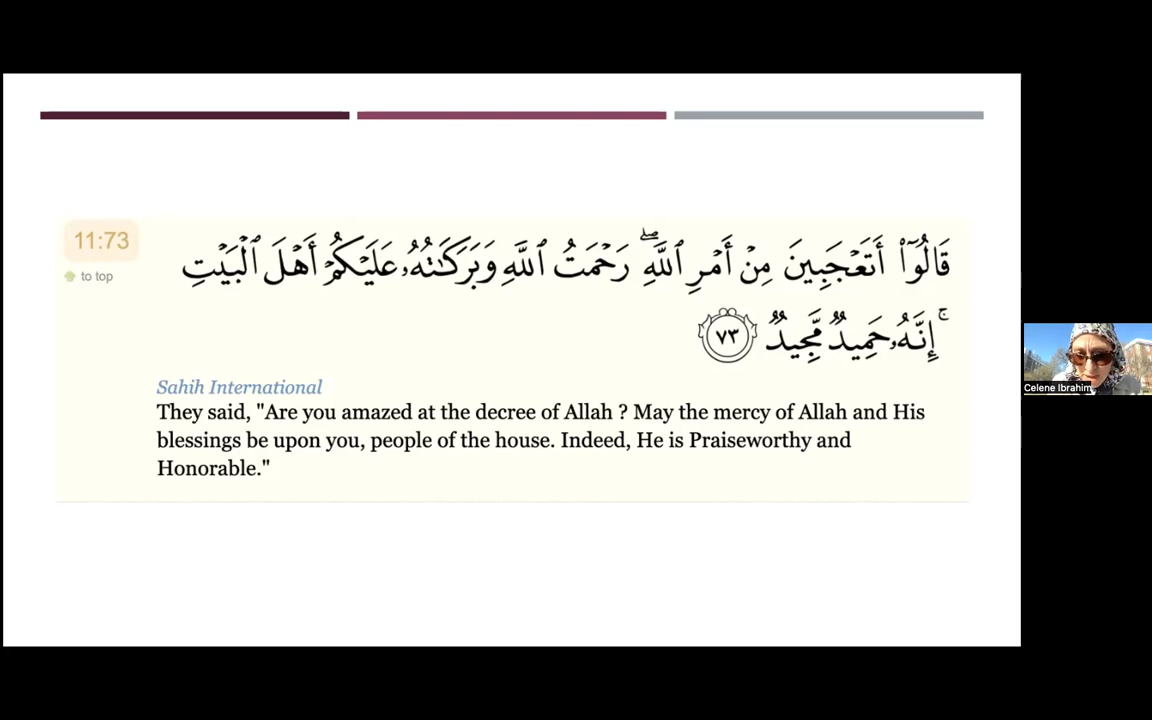 11:73
to top
قَالُوٓا۟ أَتَعْجَبِينَ مِنْ أَمْرِ ٱللَّهِ ۖ رَحْمَتُ ٱللَّهِ وَبَرَكَـٰتُهُۥ عَلَيْكُمْ أَهْلَ ٱلْبَيْتِ
ۚ إِنَّهُۥ حَمِيدٌ مَّجِيدٌ ٧٣
Sahih International
They said, "Are you amazed at the decree of Allah ? May the mercy of Allah and His
blessings be upon you, people of the house. Indeed, He is Praiseworthy and
Honorable."
Celene Ibrahim